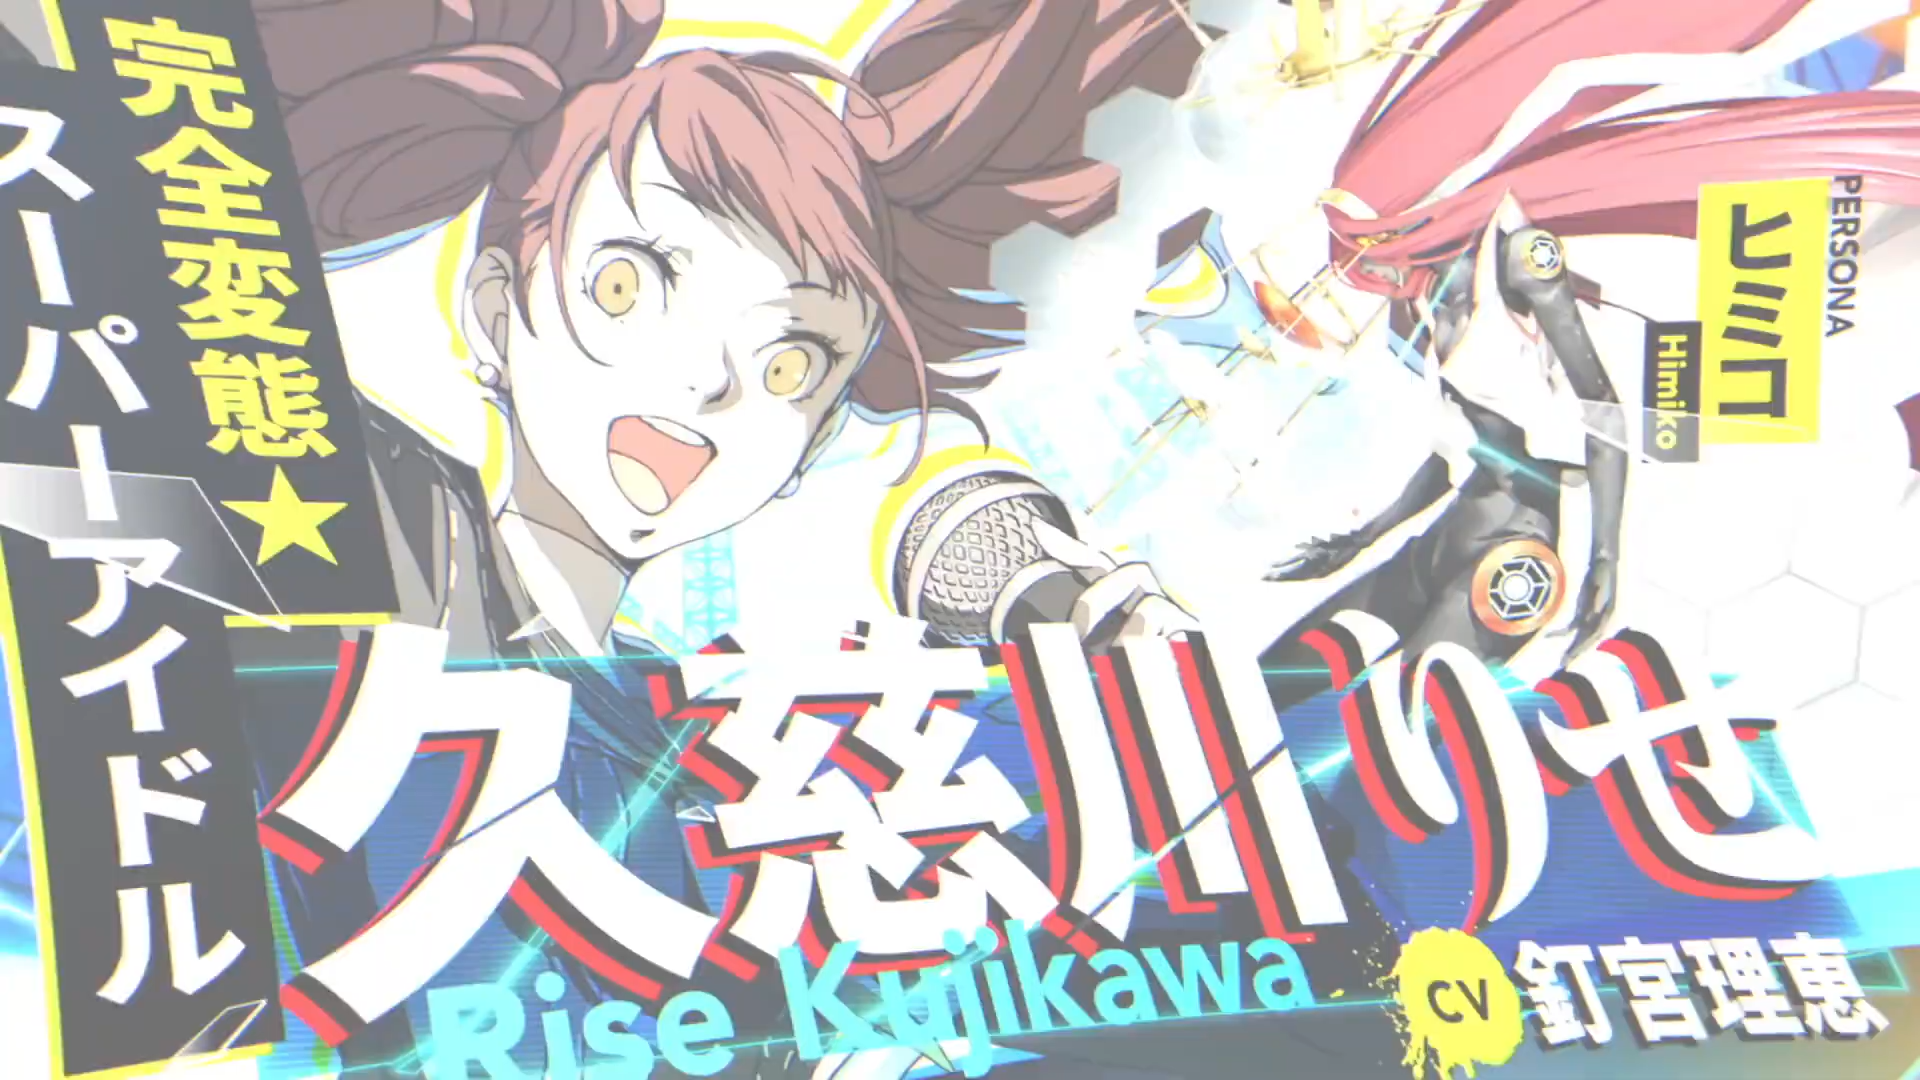 完全変態★
スーパーアイドル
久慈川りせ
Rise Kujikawa
CV 釘宮理恵
PERSONA
ヒミコ
Himiko